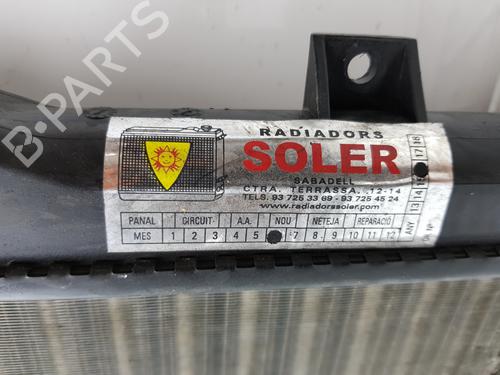 B-PARTS
RADIADORS
SOLER
SABADELL
CTRA. TERRASSA, 12-14
TELS. 93 725 33 69 - 93 725 45 24
www.radiadorssoler.com
PANAL CIRCUIT A.A. NOU NETEJA REPARACIÓ
MES 1 2 3 4 5 7 8 9 10 11 12
ANY 13 14 17 18